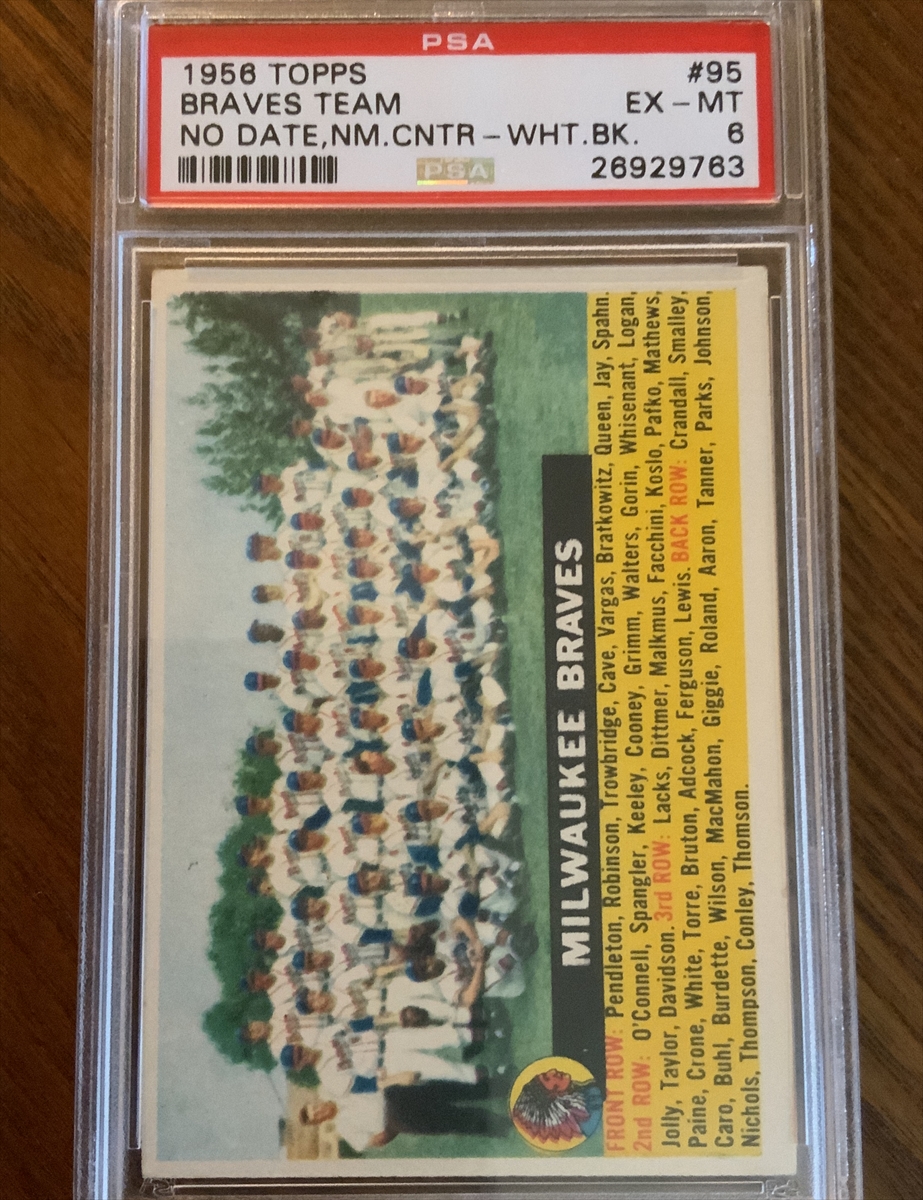 PSA
1956 TOPPS #95
BRAVES TEAM EX - MT
NO DATE,NM.CNTR-WHT.BK. 6
PSA 26929763
MILWAUKEE BRAVES
FRONT ROW: Pendleton, Robinson, Trowbridge, Cave, Vargas, Bratkowitz, Queen, Jay, Spahn.
2nd ROW: O'Connell, Spangler, Keeley, Cooney, Grimm, Walters, Gorin, Whisenant, Logan,
Jolly, Taylor, Davidson. 3rd ROW: Lacks, Dittmer, Malkmus, Facchini, Koslo, Pafko, Mathews,
Paine, Crone, White, Torre, Bruton, Adcock, Ferguson, Lewis. BACK ROW: Crandall, Smalley,
Caro, Buhl, Burdette, Wilson, MacMahon, Giggie, Roland, Aaron, Tanner, Parks, Johnson,
Nichols, Thompson, Conley, Thomson.